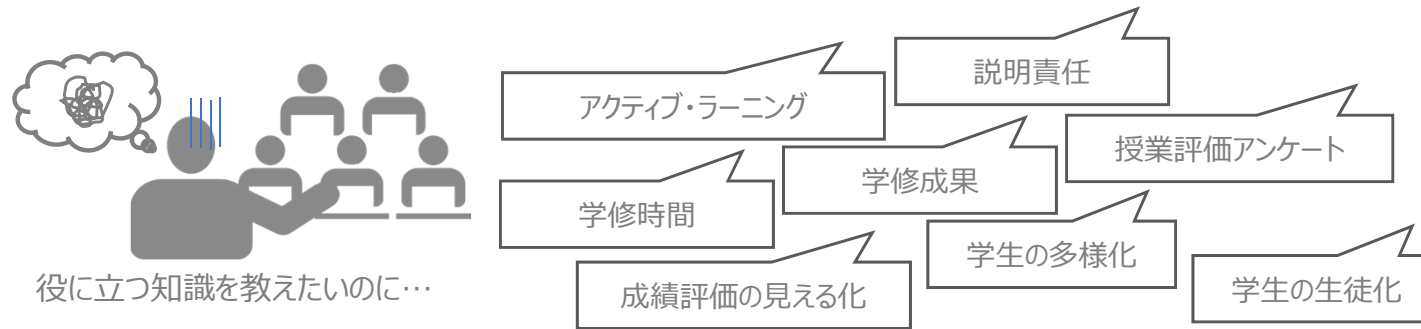 説明責任
アクティブ・ラーニング
授業評価アンケート
学修成果
学修時間
学生の多様化
役に立つ知識を教えたいのに…
成績評価の見える化
学生の生徒化